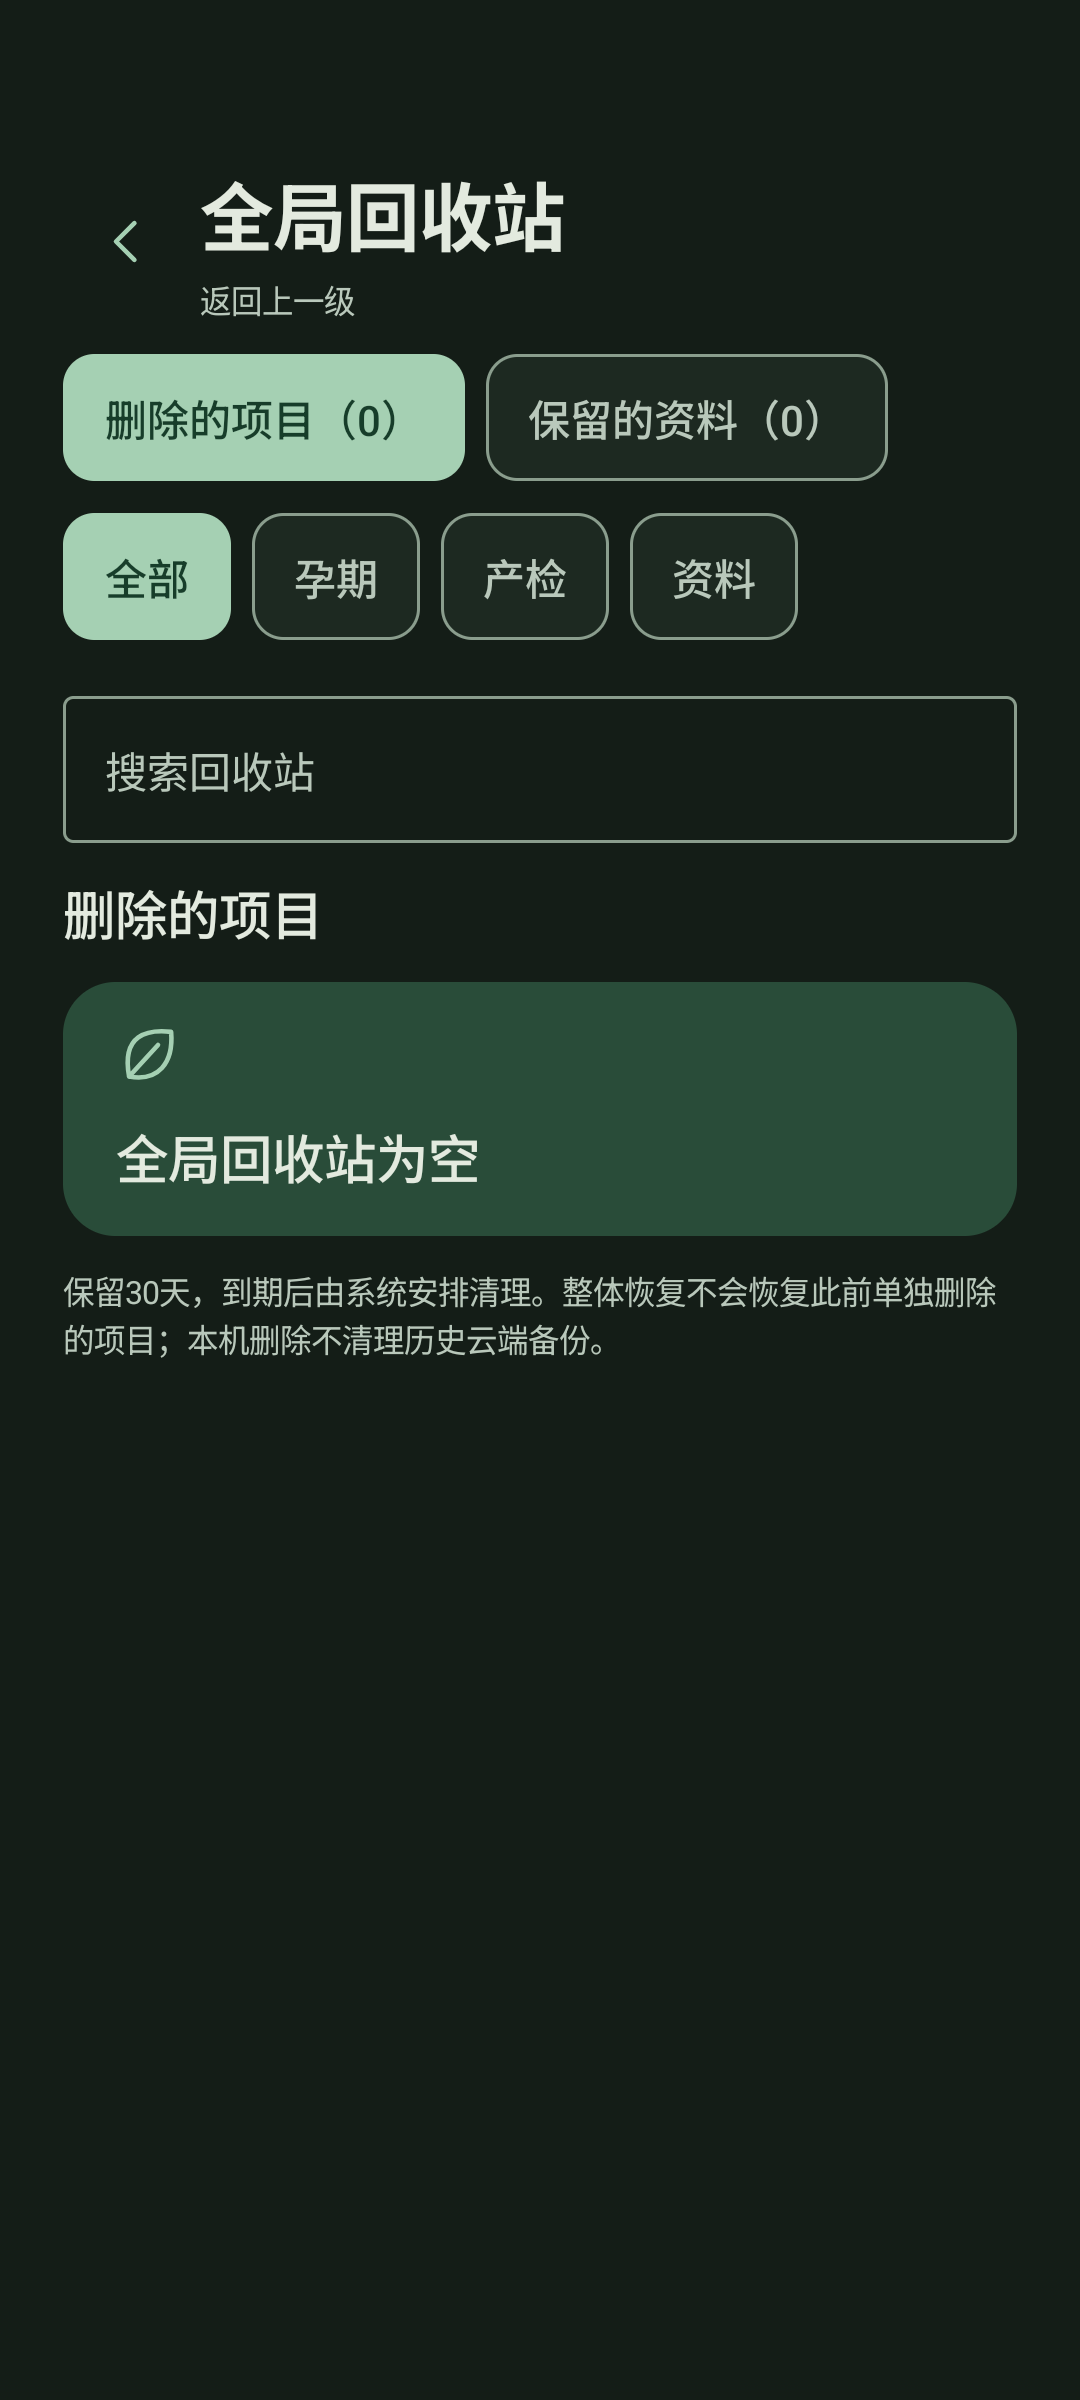 全局回收站
返回上一级
删除的项目（0）
保留的资料（0）
全部
孕期
产检
资料
搜索回收站
删除的项目
全局回收站为空
保留30天，到期后由系统安排清理。整体恢复不会恢复此前单独删除
的项目；本机删除不清理历史云端备份。